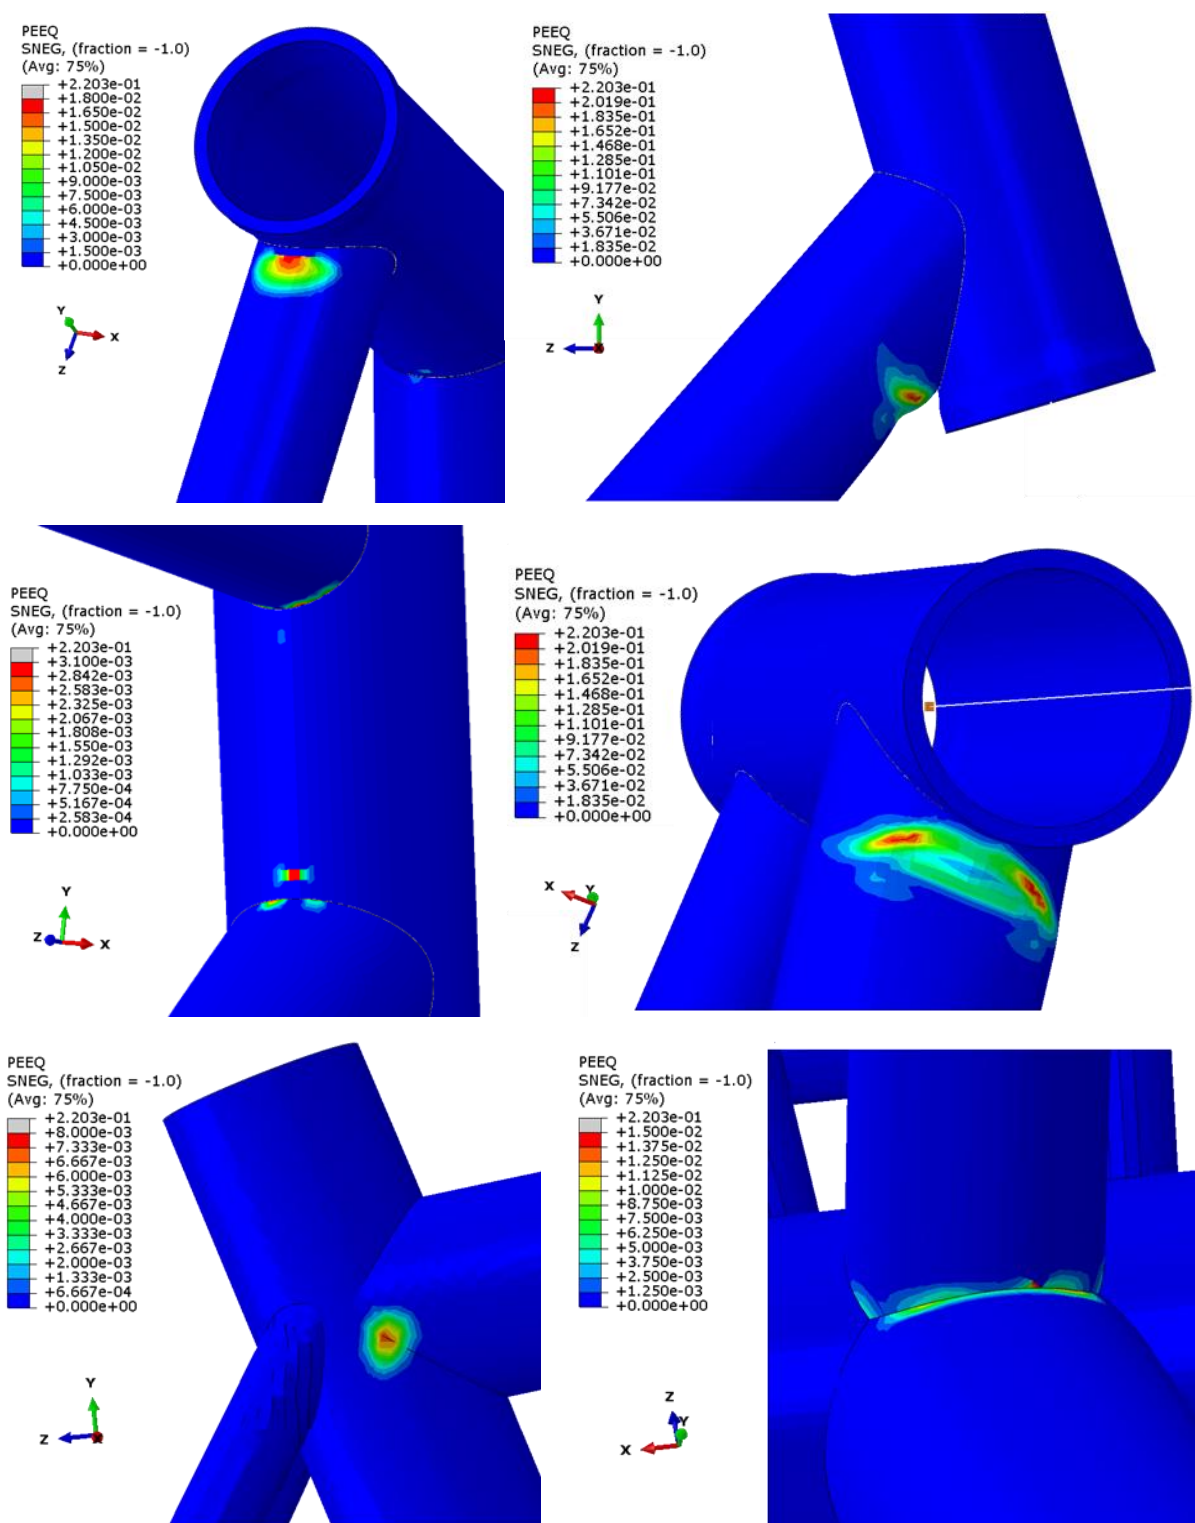 PEEQ
SNEG, (fraction = -1.0)
(Avg: 75%)
+2.203e-01
+1.800e-02
+1.650e-02
+1.500e-02
+1.350e-02
+1.200e-02
+1.050e-02
+9.000e-03
+7.500e-03
+6.000e-03
+4.500e-03
+3.000e-03
+1.500e-03
+0.000e+00
Y
X
Z
PEEQ
SNEG, (fraction = -1.0)
(Avg: 75%)
+2.203e-01
+2.019e-01
+1.835e-01
+1.652e-01
+1.468e-01
+1.285e-01
+1.101e-01
+9.177e-02
+7.342e-02
+5.506e-02
+3.671e-02
+1.835e-02
+0.000e+00
Y
Z
X
PEEQ
SNEG, (fraction = -1.0)
(Avg: 75%)
+2.203e-01
+3.100e-03
+2.842e-03
+2.583e-03
+2.325e-03
+2.067e-03
+1.808e-03
+1.550e-03
+1.292e-03
+1.033e-03
+7.750e-04
+5.167e-04
+2.583e-04
+0.000e+00
Y
Z
X
PEEQ
SNEG, (fraction = -1.0)
(Avg: 75%)
+2.203e-01
+2.019e-01
+1.835e-01
+1.652e-01
+1.468e-01
+1.285e-01
+1.101e-01
+9.177e-02
+7.342e-02
+5.506e-02
+3.671e-02
+1.835e-02
+0.000e+00
X
Y
Z
PEEQ
SNEG, (fraction = -1.0)
(Avg: 75%)
+2.203e-01
+8.000e-03
+7.333e-03
+6.667e-03
+6.000e-03
+5.333e-03
+4.667e-03
+4.000e-03
+3.333e-03
+2.667e-03
+2.000e-03
+1.333e-03
+6.667e-04
+0.000e+00
Y
Z
X
PEEQ
SNEG, (fraction = -1.0)
(Avg: 75%)
+2.203e-01
+1.500e-02
+1.375e-02
+1.250e-02
+1.125e-02
+1.000e-02
+8.750e-03
+7.500e-03
+6.250e-03
+5.000e-03
+3.750e-03
+2.500e-03
+1.250e-03
+0.000e+00
Z
Y
X